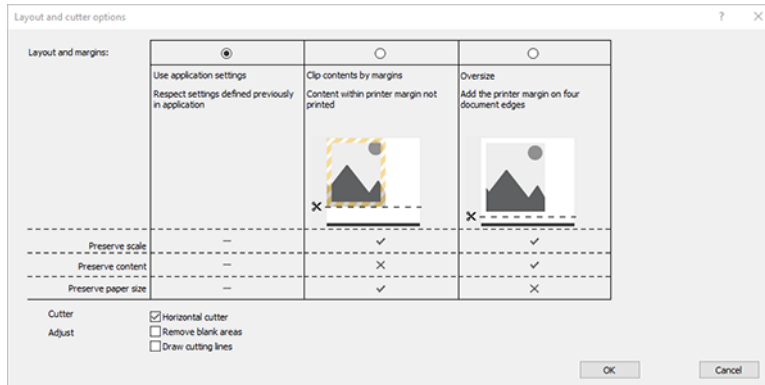 Layout and cutter options
Layout and margins:
Use application settings
Respect settings defined previously
in application
Clip contents by margins
Content within printer margin not
printed
Oversize
Add the printer margin on four
document edges
Preserve scale
Preserve content
Preserve paper size
Cutter
Horizontal cutter
Adjust
Remove blank areas
Draw cutting lines
OK
Cancel